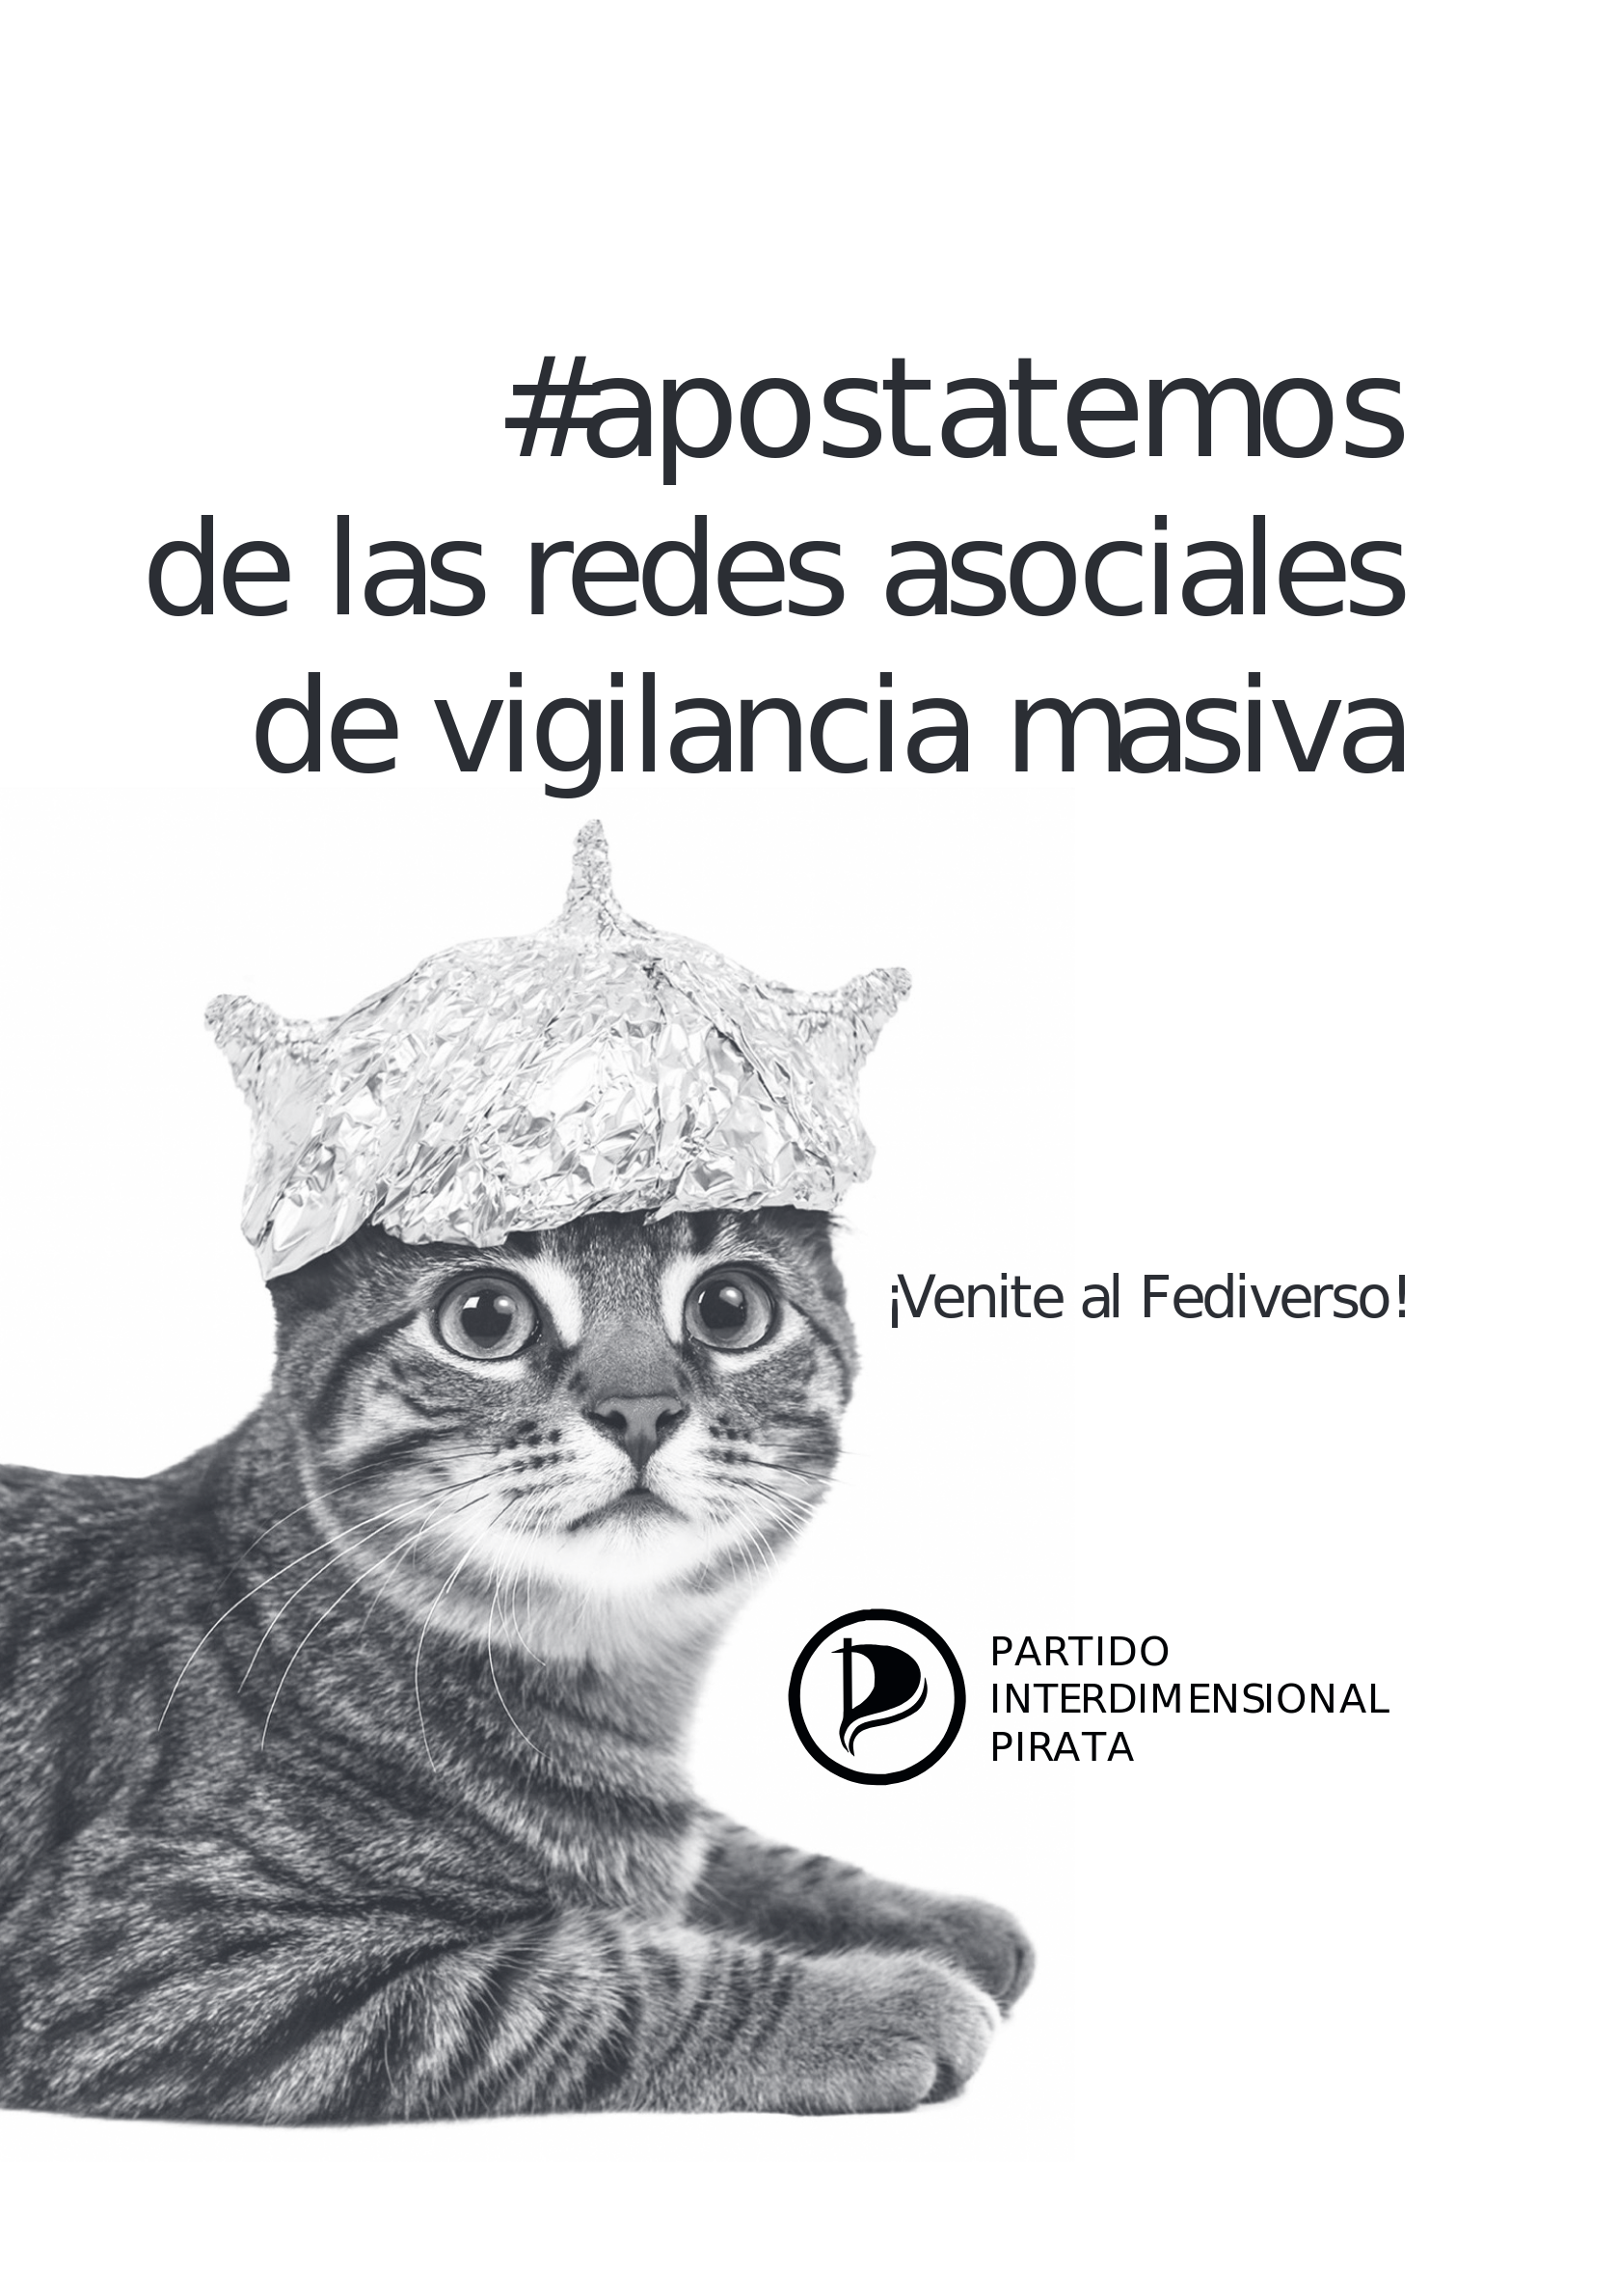 #apostatemos
de las redes asociales
de vigilancia masiva
¡Venite al Fediverso!
PARTIDO
INTERDIMENSIONAL
PIRATA